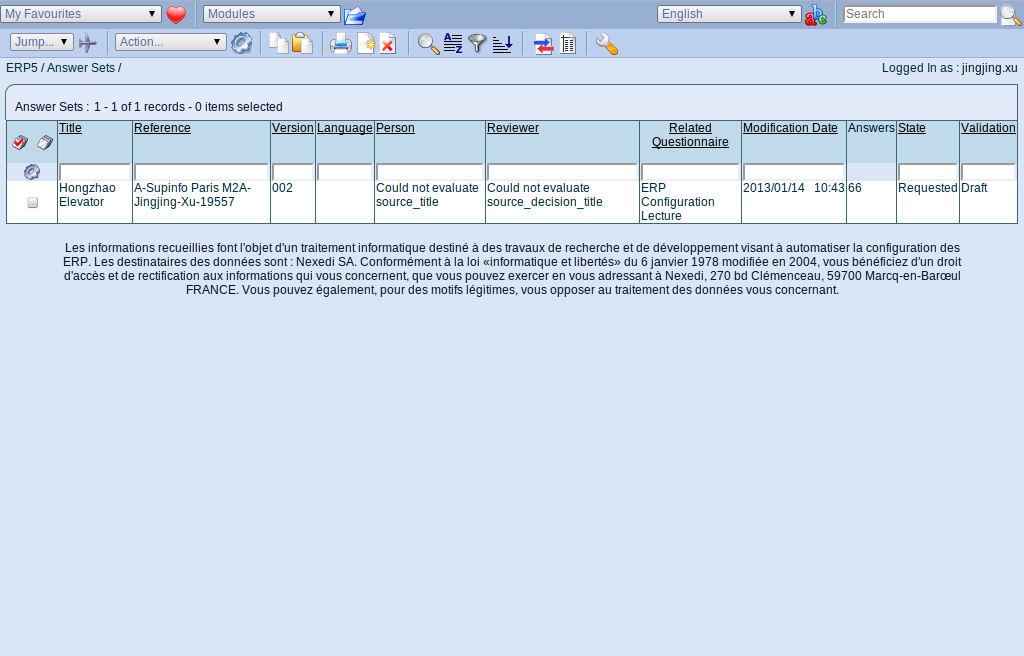 My Favourites Modules English Search
Jump... Action...
ERP5 / Answer Sets / Logged In as : jingjing.xu
Answer Sets : 1 - 1 of 1 records - 0 items selected
Title Reference Version Language Person Reviewer Related Questionnaire Modification Date Answers State Validation
Hongzhao Elevator A-Supinfo Paris M2A-Jingjing-Xu-19557 002 Could not evaluate source_title Could not evaluate source_decision_title ERP Configuration Lecture 2013/01/14 10:43 66 Requested Draft
Les informations recueillies font l'objet d'un traitement informatique destiné à des travaux de recherche et de développement visant à automatiser la configuration des
ERP. Les destinataires des données sont : Nexedi SA. Conformément à la loi «informatique et libertés» du 6 janvier 1978 modifiée en 2004, vous bénéficiez d'un droit
d'accès et de rectification aux informations qui vous concernent, que vous pouvez exercer en vous adressant à Nexedi, 270 bd Clémenceau, 59700 Marcq-en-Barœul
FRANCE. Vous pouvez également, pour des motifs légitimes, vous opposer au traitement des données vous concernant.